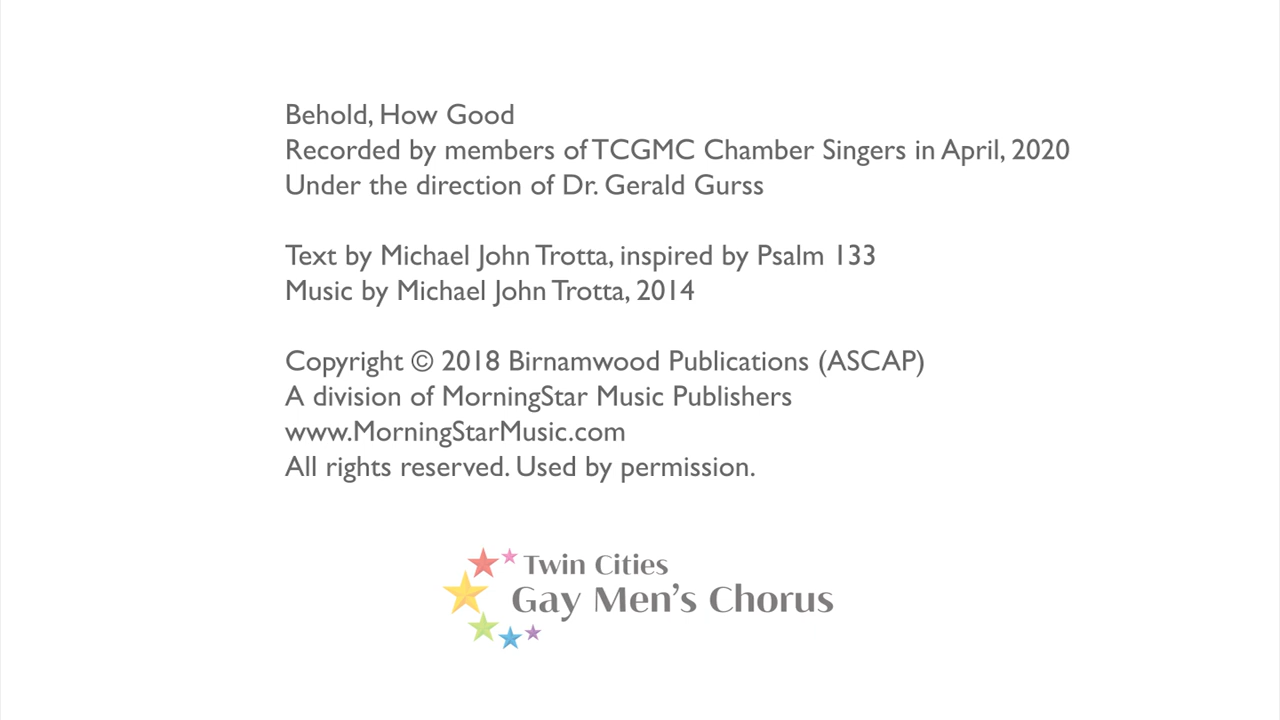 Behold, How Good
Recorded by members of TCGMC Chamber Singers in April, 2020
Under the direction of Dr. Gerald Gurss
Text by Michael John Trotta, inspired by Psalm 133
Music by Michael John Trotta, 2014
Copyright © 2018 Birnamwood Publications (ASCAP)
A division of MorningStar Music Publishers
www.MorningStarMusic.com
All rights reserved. Used by permission.
Twin Cities
Gay Men’s Chorus